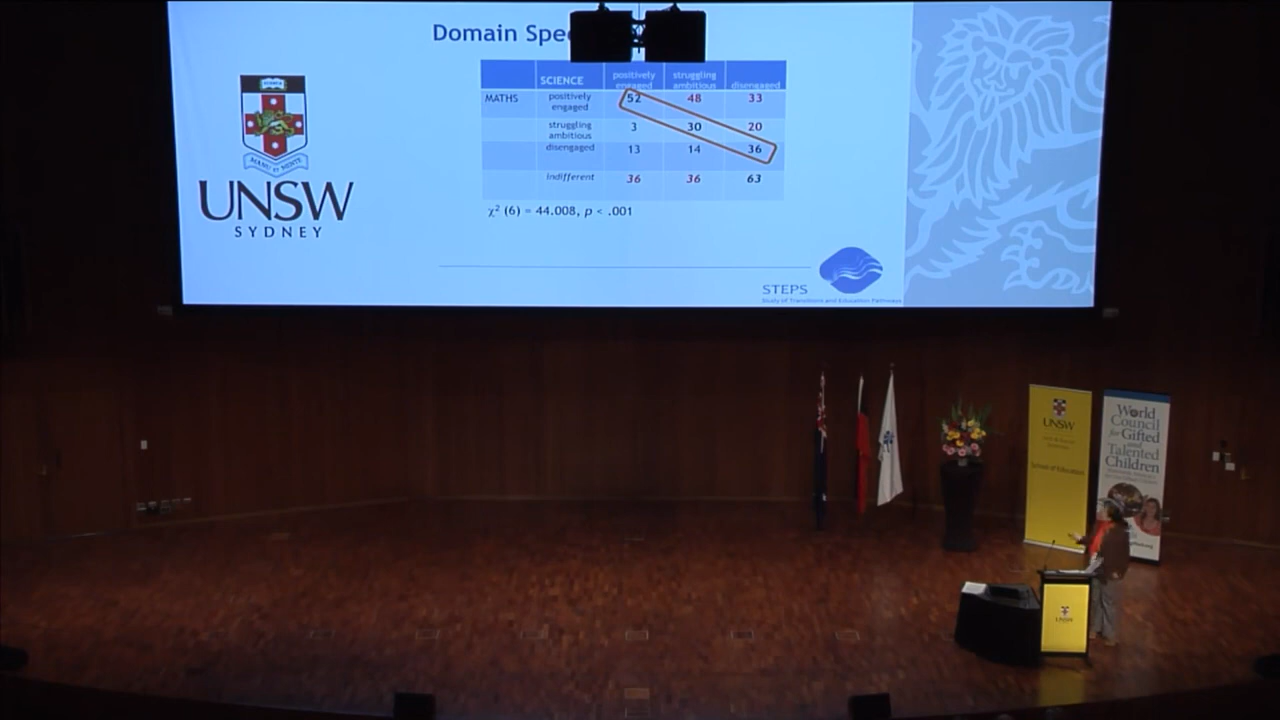 Domain Spe
SCIENCE
positively engaged
struggling ambitious
disengaged
MATHS
positively engaged
52
48
33
struggling ambitious
3
30
20
disengaged
13
14
36
indifferent
36
36
63
χ² (6) = 44.008, p < .001
UNSW
SYDNEY
STEPS
Study of Transitions and Education Pathways
UNSW
School of Education
World
Council
for Gifted
and
Talented
Children
UNSW